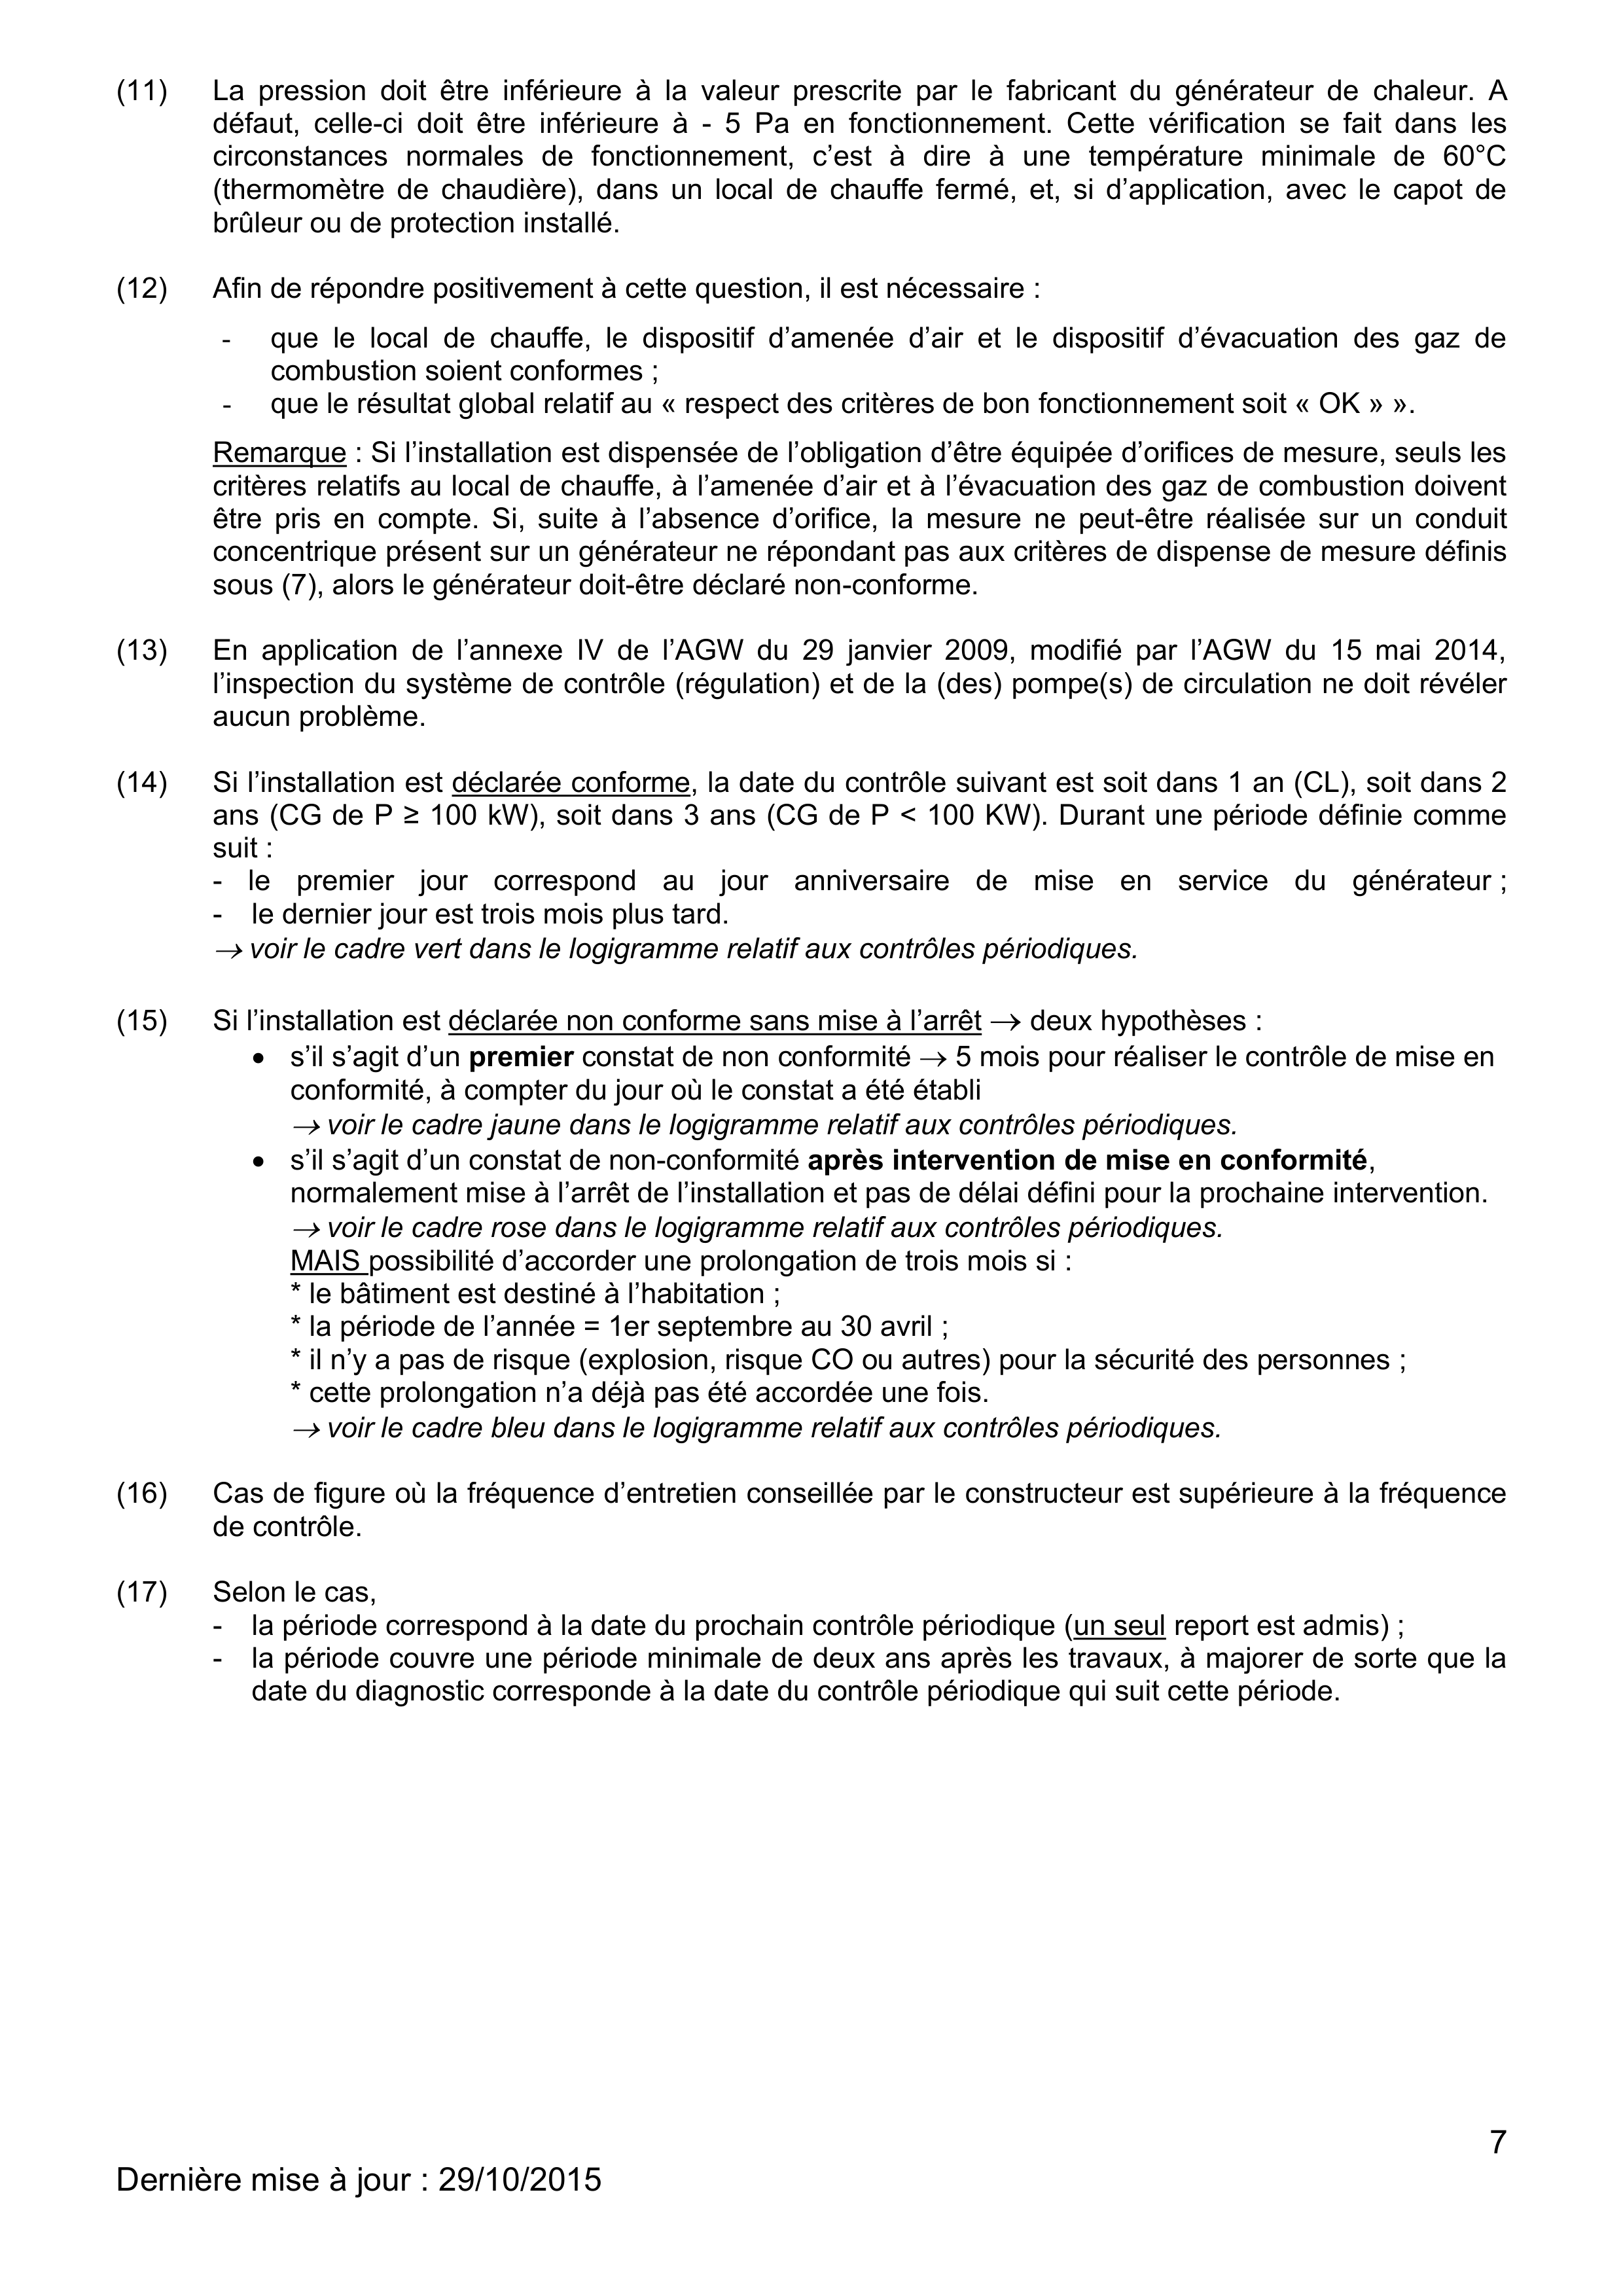 (11) La pression doit être inférieure à la valeur prescrite par le fabricant du générateur de chaleur. A
défaut, celle-ci doit être inférieure à - 5 Pa en fonctionnement. Cette vérification se fait dans les
circonstances normales de fonctionnement, c’est à dire à une température minimale de 60°C
(thermomètre de chaudière), dans un local de chauffe fermé, et, si d’application, avec le capot de
brûleur ou de protection installé.
(12) Afin de répondre positivement à cette question, il est nécessaire :
- que le local de chauffe, le dispositif d’amenée d’air et le dispositif d’évacuation des gaz de
combustion soient conformes ;
- que le résultat global relatif au « respect des critères de bon fonctionnement soit « OK » ».
Remarque : Si l’installation est dispensée de l’obligation d’être équipée d’orifices de mesure, seuls les
critères relatifs au local de chauffe, à l’amenée d’air et à l’évacuation des gaz de combustion doivent
être pris en compte. Si, suite à l’absence d’orifice, la mesure ne peut-être réalisée sur un conduit
concentrique présent sur un générateur ne répondant pas aux critères de dispense de mesure définis
sous (7), alors le générateur doit-être déclaré non-conforme.
(13) En application de l’annexe IV de l’AGW du 29 janvier 2009, modifié par l’AGW du 15 mai 2014,
l’inspection du système de contrôle (régulation) et de la (des) pompe(s) de circulation ne doit révéler
aucun problème.
(14) Si l’installation est déclarée conforme, la date du contrôle suivant est soit dans 1 an (CL), soit dans 2
ans (CG de P ≥ 100 kW), soit dans 3 ans (CG de P < 100 KW). Durant une période définie comme
suit :
- le premier jour correspond au jour anniversaire de mise en service du générateur ;
- le dernier jour est trois mois plus tard.
→ voir le cadre vert dans le logigramme relatif aux contrôles périodiques.
(15) Si l’installation est déclarée non conforme sans mise à l’arrêt → deux hypothèses :
• s’il s’agit d’un premier constat de non conformité → 5 mois pour réaliser le contrôle de mise en
conformité, à compter du jour où le constat a été établi
→ voir le cadre jaune dans le logigramme relatif aux contrôles périodiques.
• s’il s’agit d’un constat de non-conformité après intervention de mise en conformité,
normalement mise à l’arrêt de l’installation et pas de délai défini pour la prochaine intervention.
→ voir le cadre rose dans le logigramme relatif aux contrôles périodiques.
MAIS possibilité d’accorder une prolongation de trois mois si :
* le bâtiment est destiné à l’habitation ;
* la période de l’année = 1er septembre au 30 avril ;
* il n’y a pas de risque (explosion, risque CO ou autres) pour la sécurité des personnes ;
* cette prolongation n’a déjà pas été accordée une fois.
→ voir le cadre bleu dans le logigramme relatif aux contrôles périodiques.
(16) Cas de figure où la fréquence d’entretien conseillée par le constructeur est supérieure à la fréquence
de contrôle.
(17) Selon le cas,
- la période correspond à la date du prochain contrôle périodique (un seul report est admis) ;
- la période couvre une période minimale de deux ans après les travaux, à majorer de sorte que la
date du diagnostic corresponde à la date du contrôle périodique qui suit cette période.
7
Dernière mise à jour : 29/10/2015